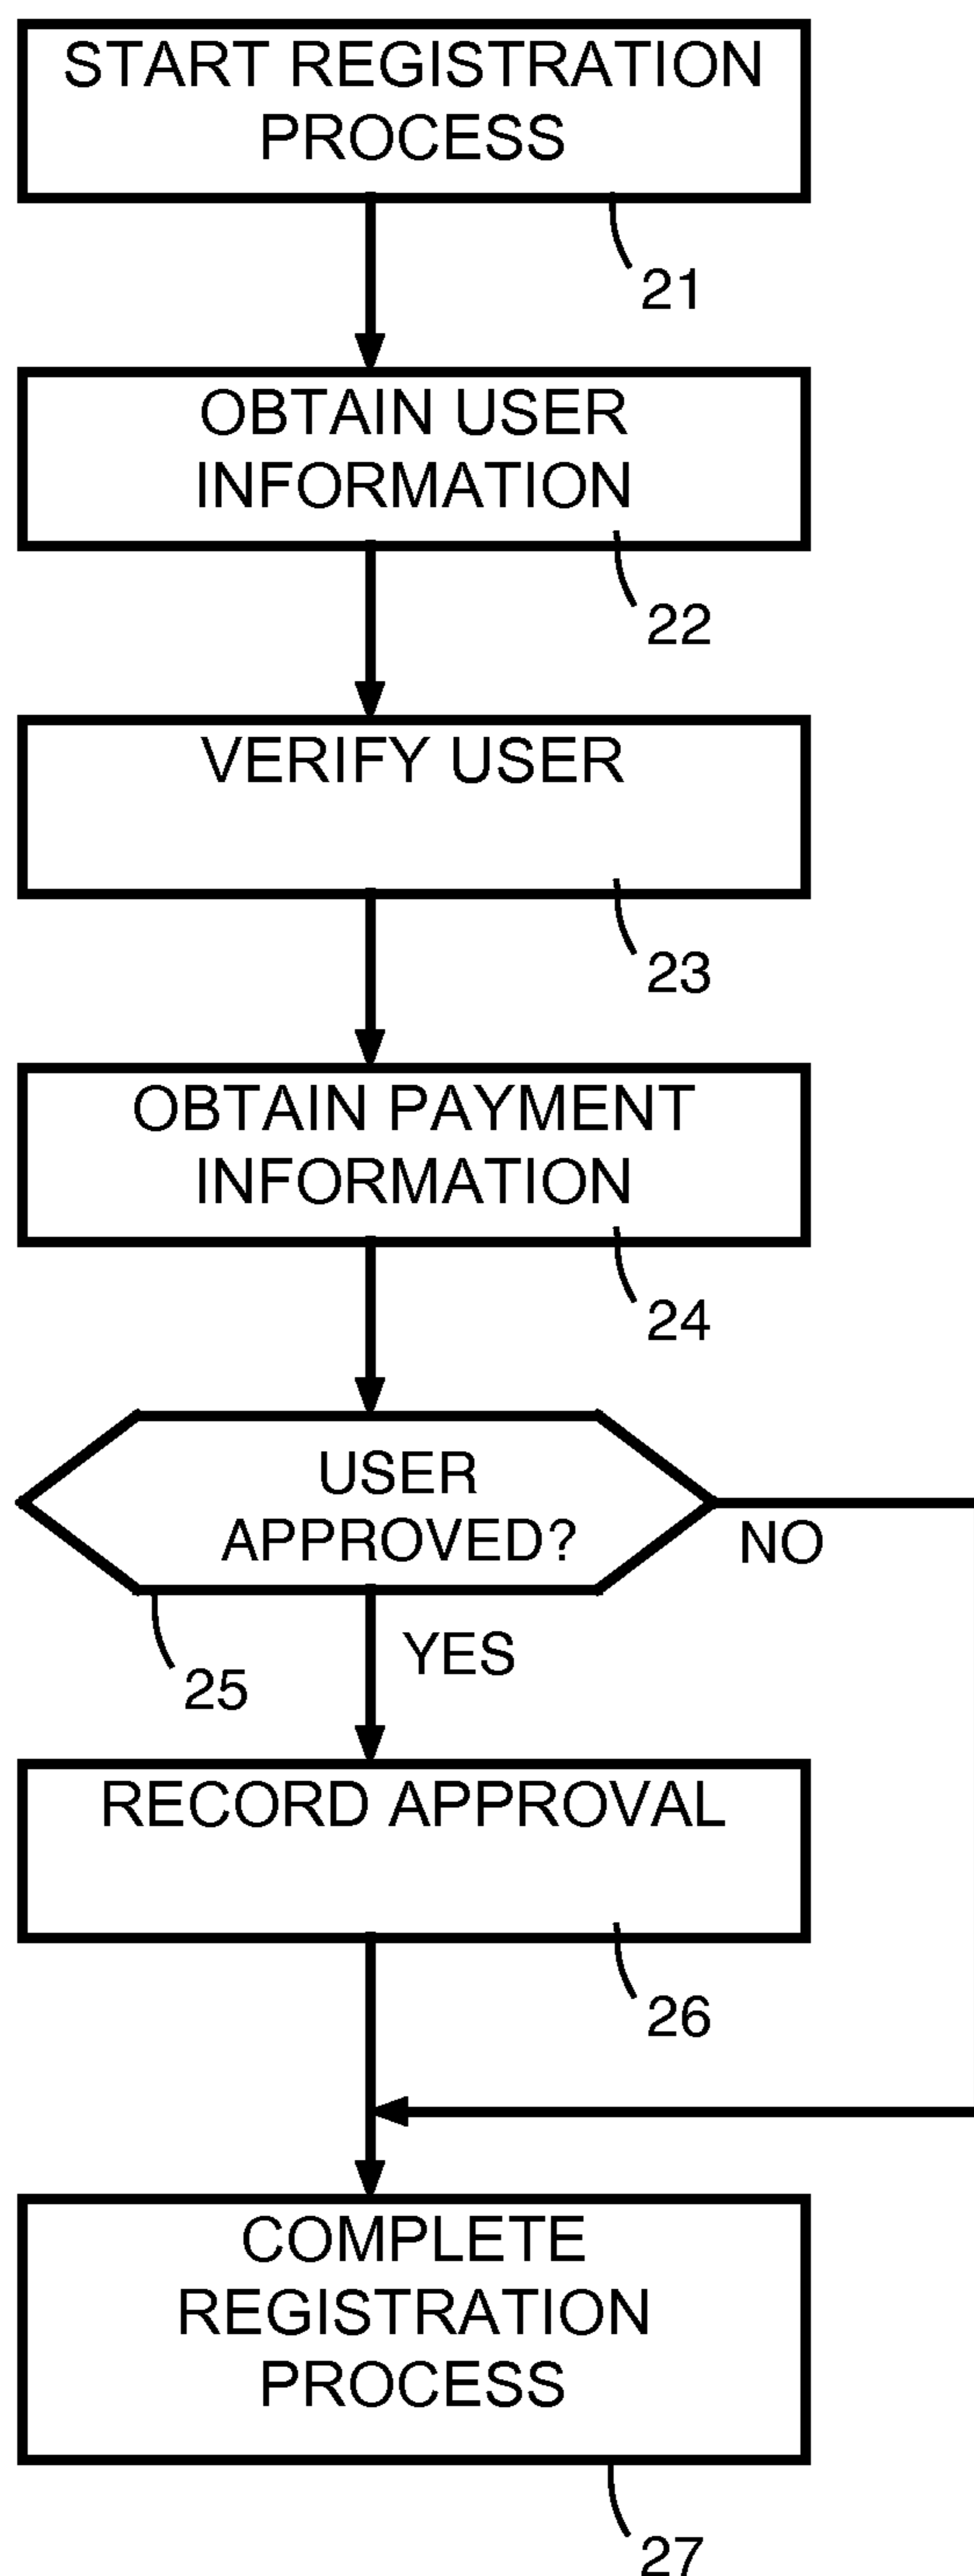 START REGISTRATION
PROCESS
21
OBTAIN USER
INFORMATION
22
VERIFY USER
23
OBTAIN PAYMENT
INFORMATION
24
USER
APPROVED?
NO
YES
25
RECORD APPROVAL
26
COMPLETE
REGISTRATION
PROCESS
27